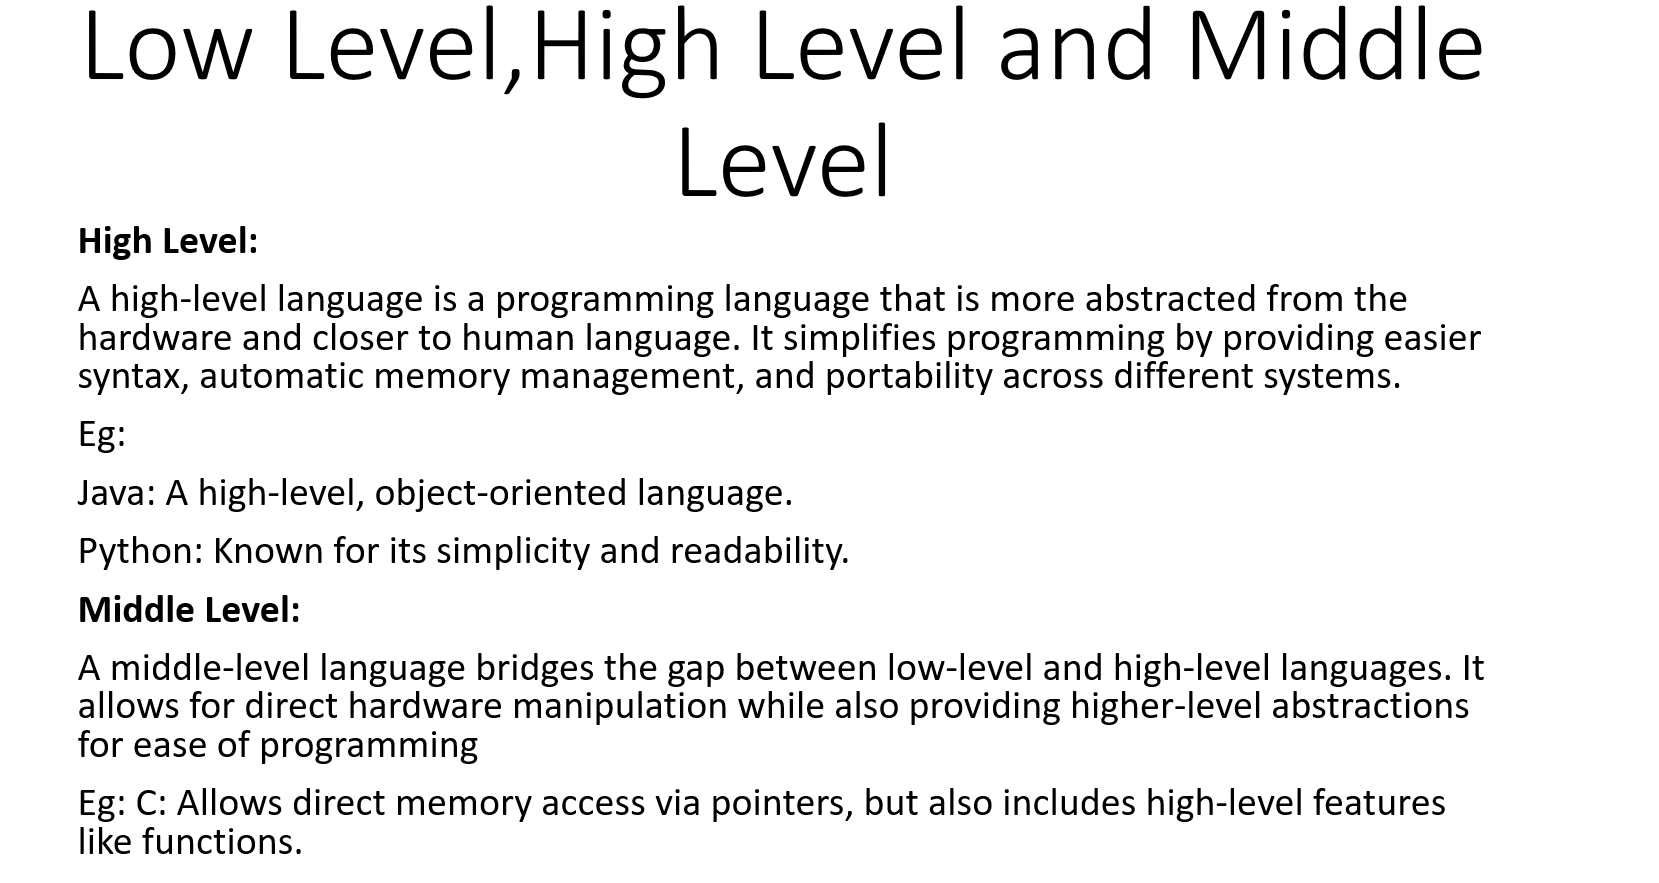 Low Level,High Level and Middle
Level
High Level:
A high-level language is a programming language that is more abstracted from the
hardware and closer to human language. It simplifies programming by providing easier
syntax, automatic memory management, and portability across different systems.
Eg:
Java: A high-level, object-oriented language.
Python: Known for its simplicity and readability.
Middle Level:
A middle-level language bridges the gap between low-level and high-level languages. It
allows for direct hardware manipulation while also providing higher-level abstractions
for ease of programming
Eg: C: Allows direct memory access via pointers, but also includes high-level features
like functions.